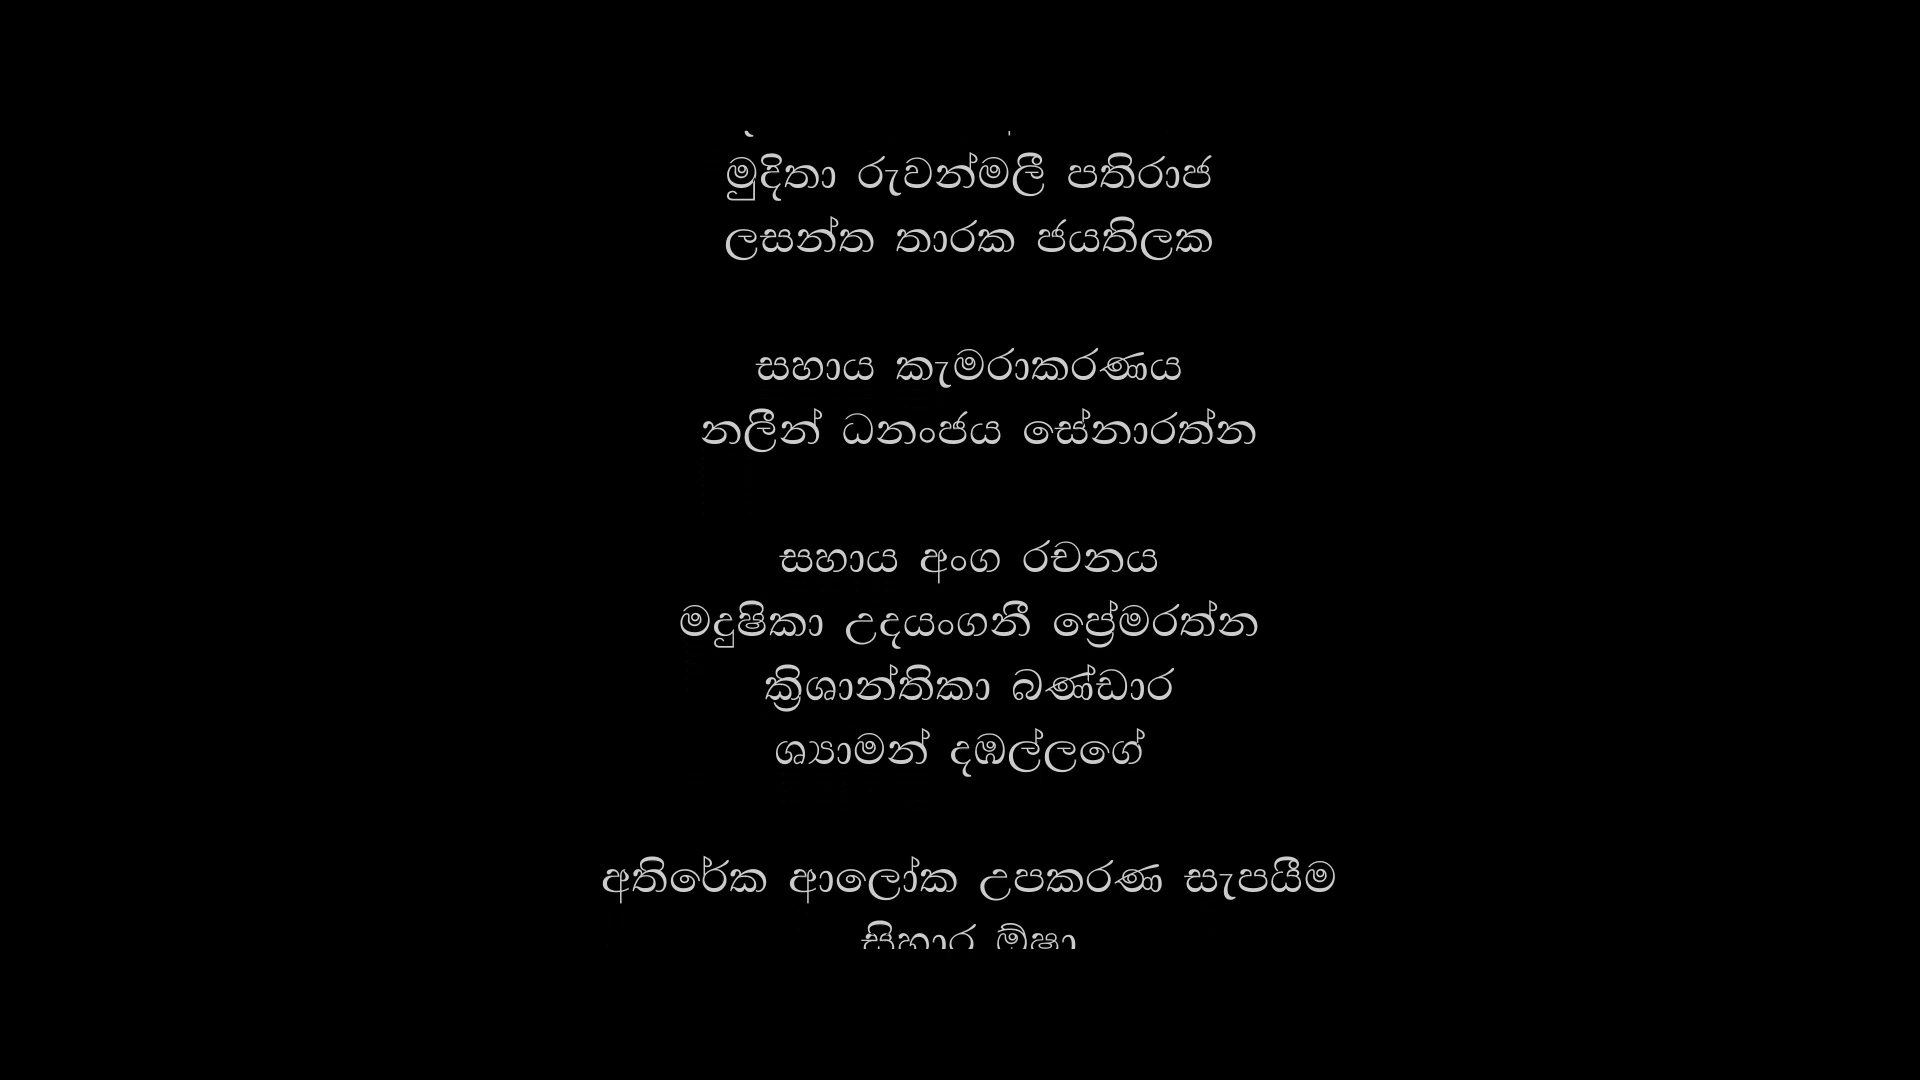 මුදිතා රුවන්මලී පතිරාජ
ලසන්ත තාරක ජයතිලක
සහාය කැමරාකරණය
නලීන් ධනංජය සේනාරත්න
සහාය අංග රචනය
මදුෂිකා උදයංගනී ප්‍රේමරත්න
ක්‍රිශාන්තිකා බණ්ඩාර
ශ්‍යාමන් දඹල්ලගේ
අතිරේක ආලෝක උපකරණ සැපයීම